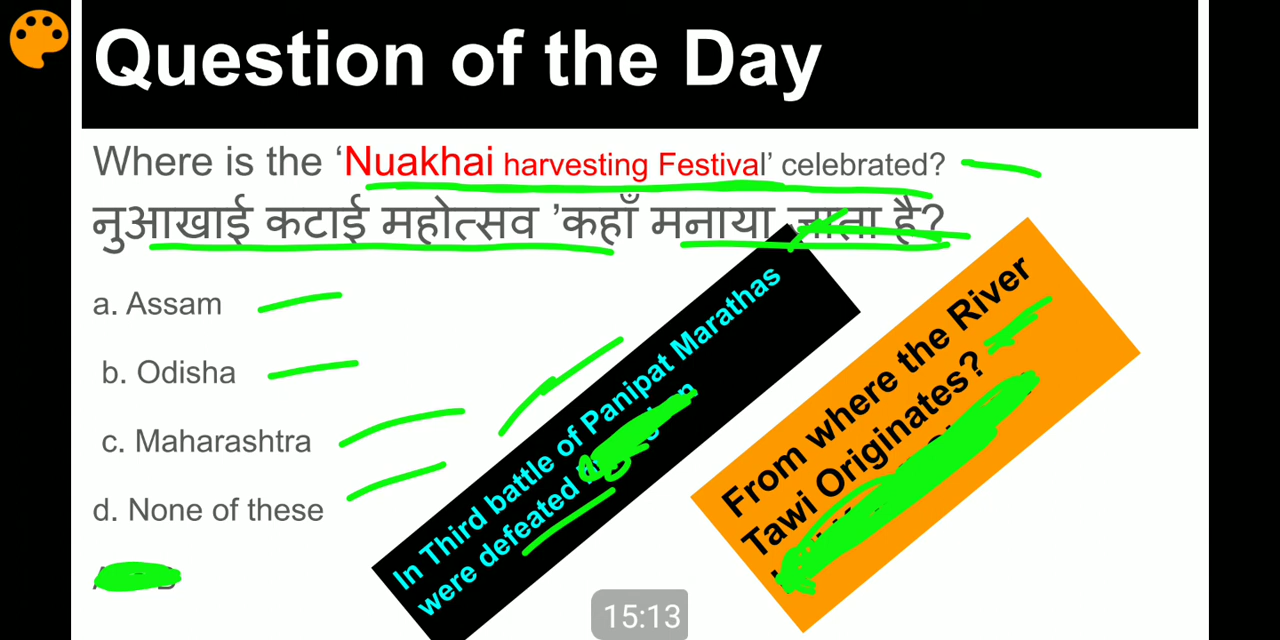 Question of the Day
Where is the ‘Nuakhai harvesting Festival’ celebrated?
नुआखाई कटाई महोत्सव ’कहाँ मनाया जाता है?
a. Assam
b. Odisha
c. Maharashtra
d. None of these
In Third battle of Panipat Marathas
were defeated
From where the River
Tawi Originates?
15:13